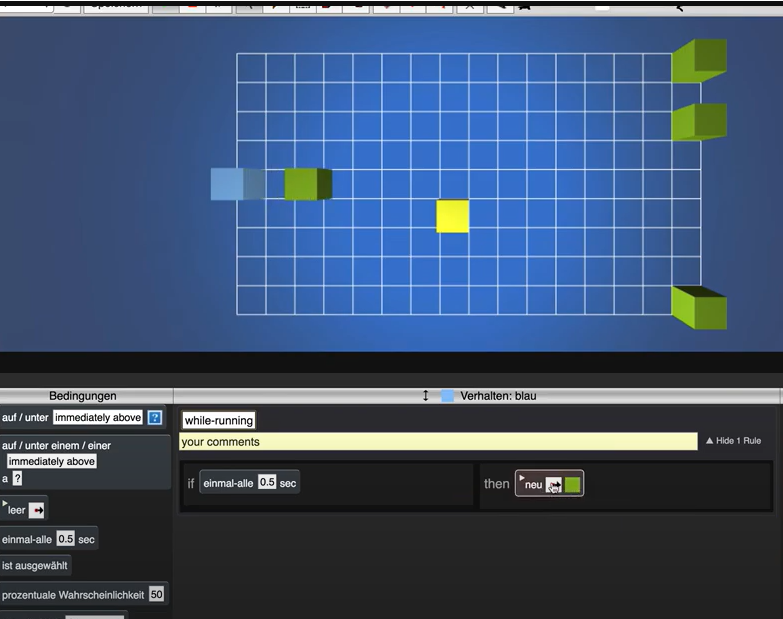 Bedingungen
Verhalten: blau
auf / unter immediately above ?
while-running
your comments
Hide 1 Rule
auf / unter einem / einer
immediately above
a ?
if einmal-alle 0.5 sec
then neu
leer
einmal-alle 0.5 sec
ist ausgewählt
prozentuale Wahrscheinlichkeit 50